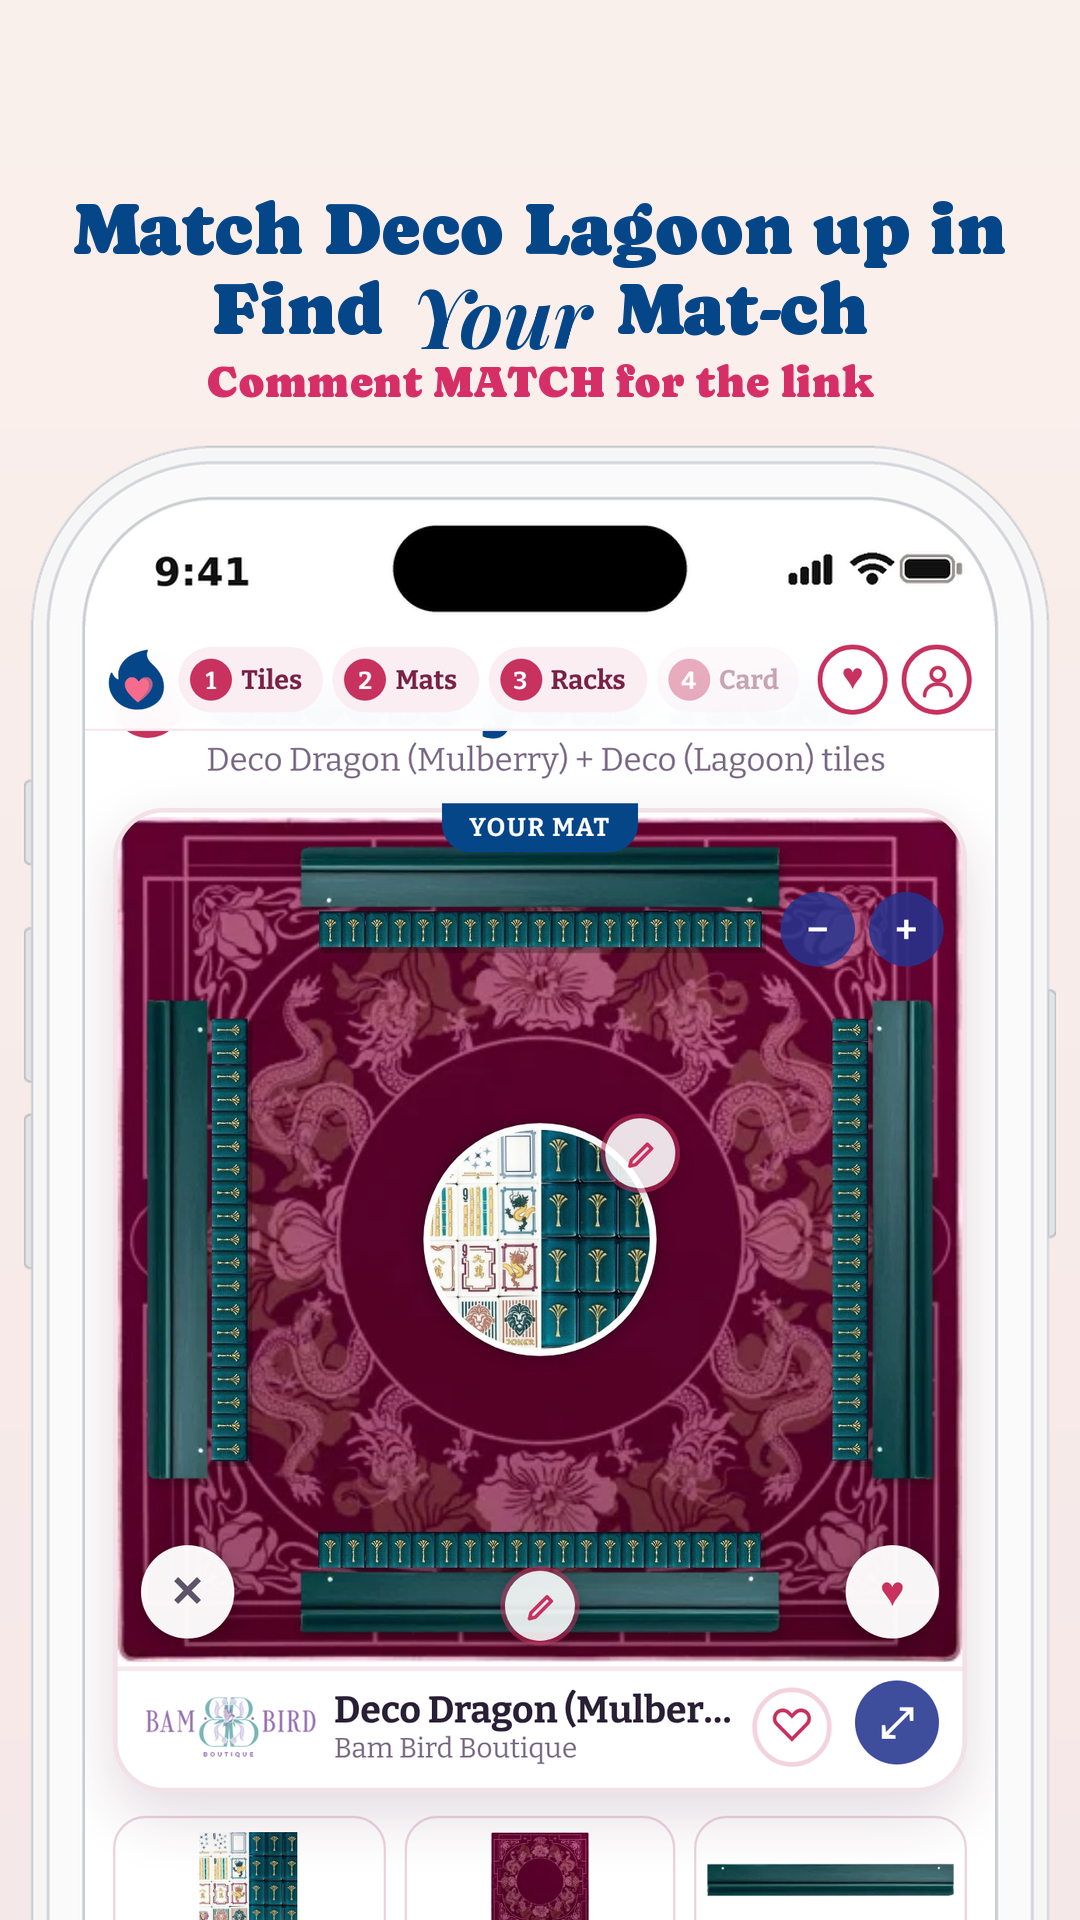 Match Deco Lagoon up in
Find Your Mat-ch
Comment MATCH for the link
9:41
1 Tiles
2 Mats
3 Racks
4 Card
Deco Dragon (Mulberry) + Deco (Lagoon) tiles
YOUR MAT
JOKER
BAM BIRD
BOUTIQUE
Deco Dragon (Mulber...
Bam Bird Boutique